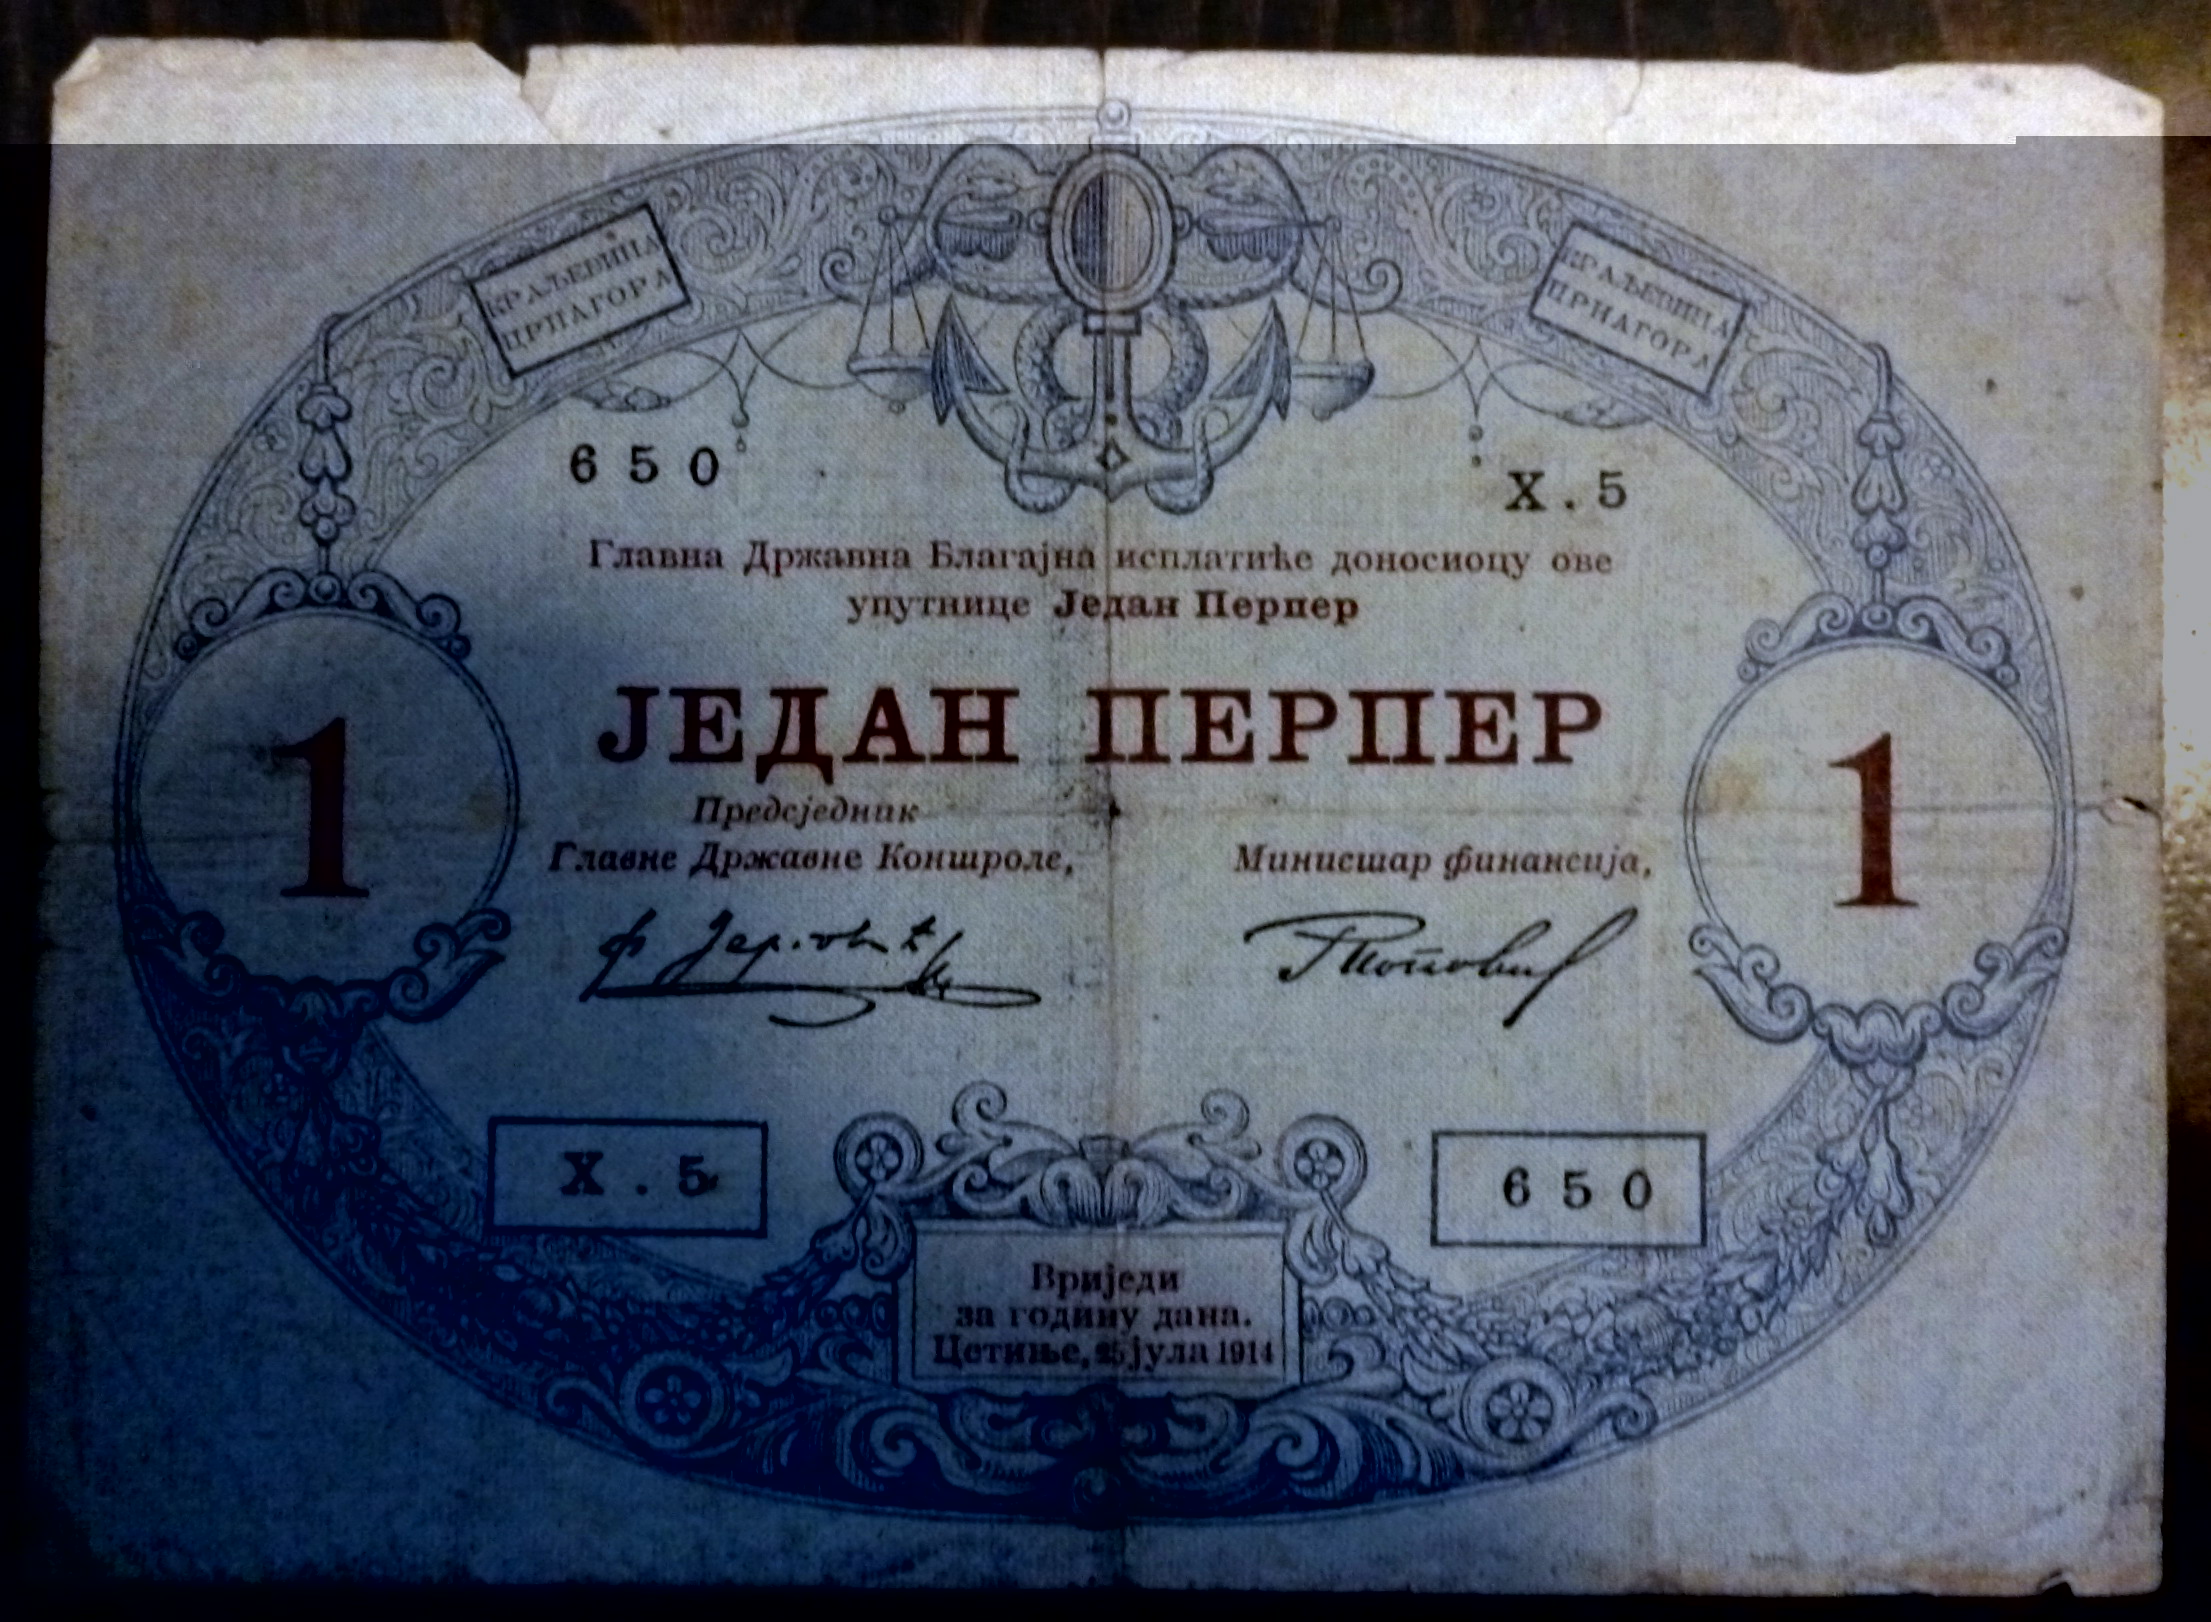 КРАЉЕВИНА
ЦРНАГОРА
КРАЉЕВИНА
ЦРНАГОРА
650
X.5
Главна Државна Благајна исплатиће доносиоцу ове
упутнице Један Перпер
ЈЕДАН ПЕРПЕР
1
1
Предсједник
Главне Државне Контроле,
Министар финансија,
X.5
650
Вриједи
за годину дана.
Цетиње, 25 јула 1914